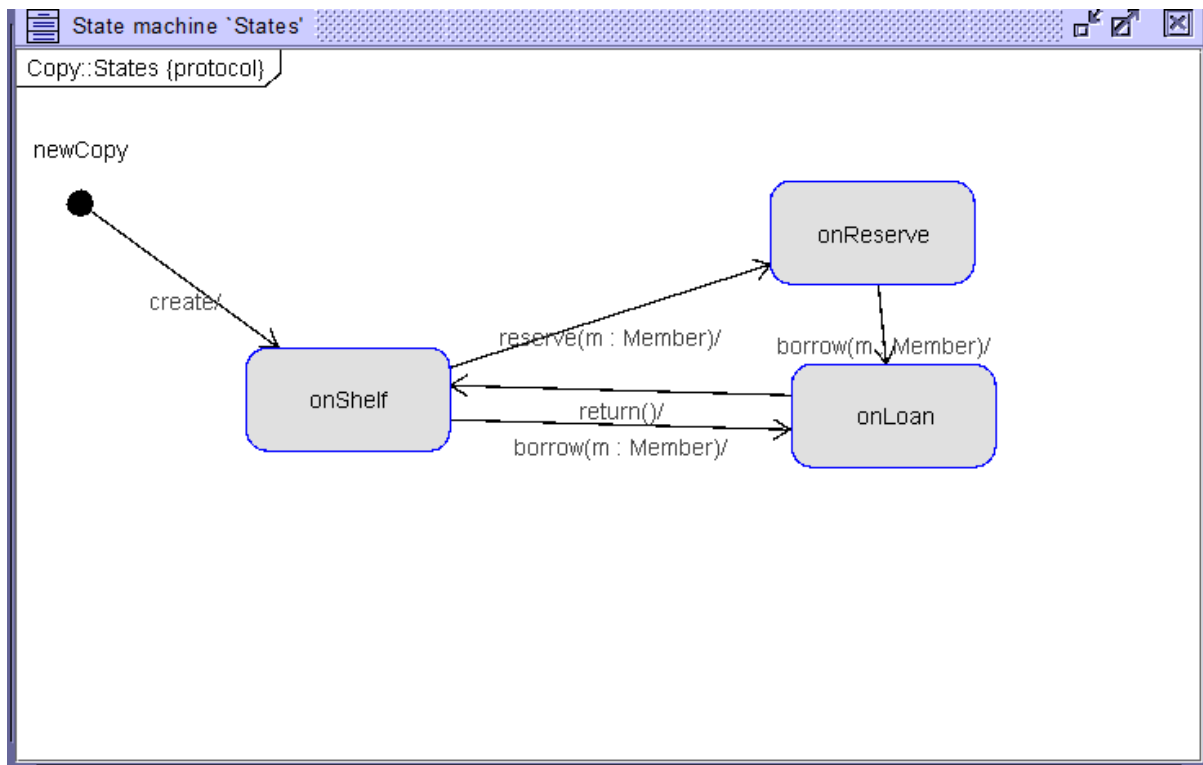 State machine `States'
Copy::States {protocol}
newCopy
onReserve
create/
reserve(m : Member)/
borrow(m : Member)/
onShelf
return()/
onLoan
borrow(m : Member)/